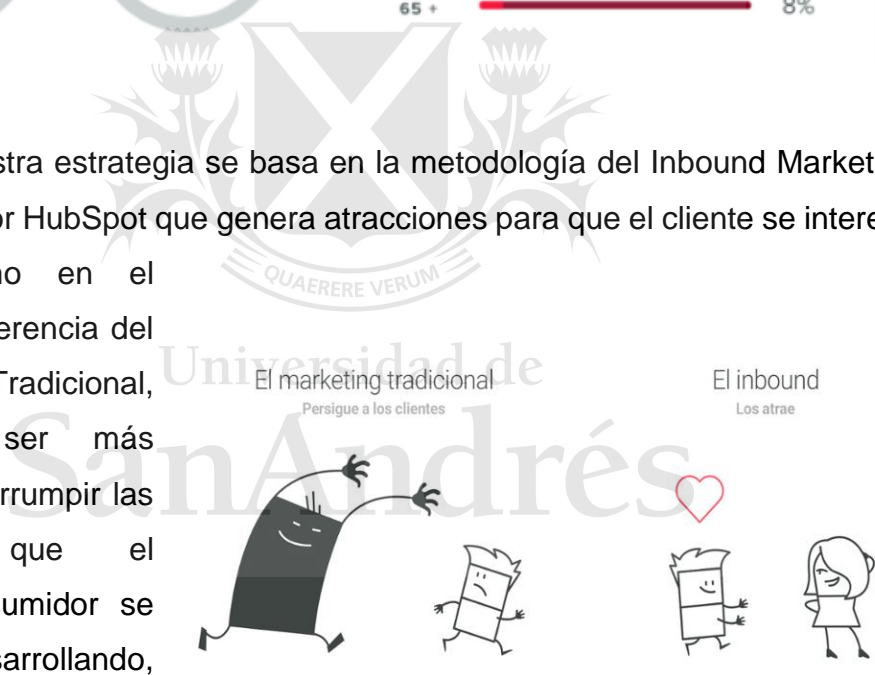 65 + 8%
stra estrategia se basa en la metodología del Inbound Market
or HubSpot que genera atracciones para que el cliente se intere
no en el
erencia del
Tradicional,
ser más
rrumpir las
que el
sumidor se
sarrollando,
QUAERERE VERUM
Universidad de
SanAndrés
El marketing tradicional
Persigue a los clientes
El inbound
Los atrae